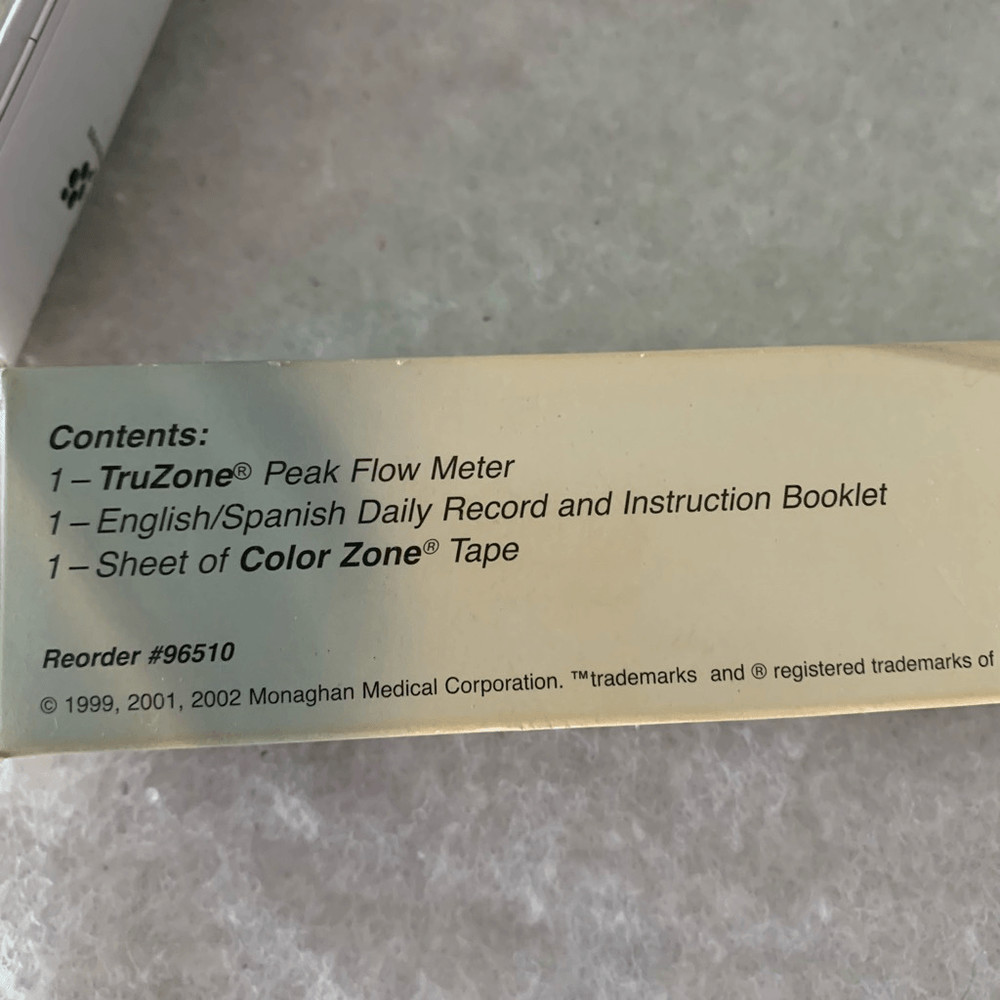 Contents:
1 – TruZone® Peak Flow Meter
1 – English/Spanish Daily Record and Instruction Booklet
1 – Sheet of Color Zone® Tape
Reorder #96510
© 1999, 2001, 2002 Monaghan Medical Corporation. ™trademarks and ® registered trademarks of